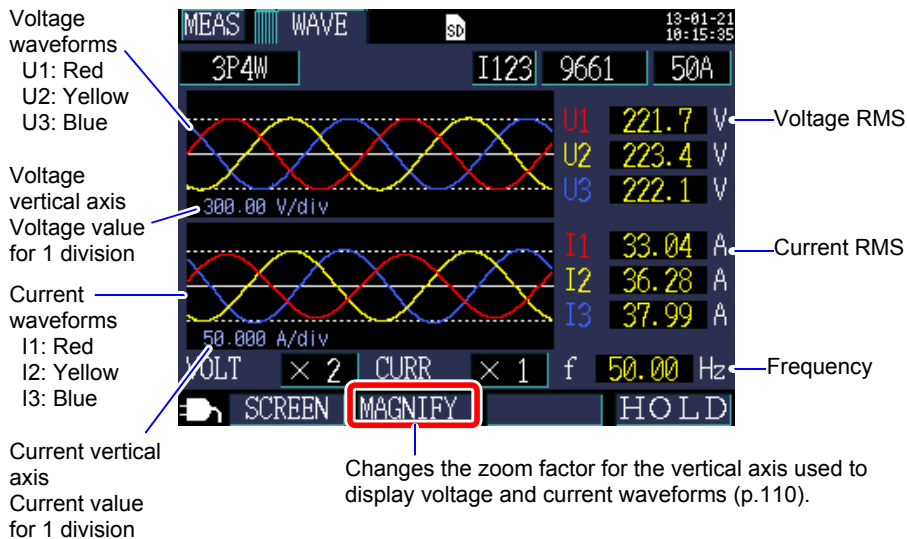 Voltage
waveforms
U1: Red
U2: Yellow
U3: Blue
Voltage
vertical axis
Voltage value
for 1 division
Current
waveforms
I1: Red
I2: Yellow
I3: Blue
Current vertical
axis
Current value
for 1 division
MEAS WAVE SD 13-01-21
10:15:35
3P4W I123 9661 50A
U1 221.7 V
U2 223.4 V
U3 222.1 V
300.00 V/div
I1 33.04 A
I2 36.28 A
I3 37.99 A
50.000 A/div
VOLT × 2 CURR × 1 f 50.00 Hz
SCREEN MAGNIFY HOLD
Voltage RMS
Current RMS
Frequency
Changes the zoom factor for the vertical axis used to
display voltage and current waveforms (p.110).